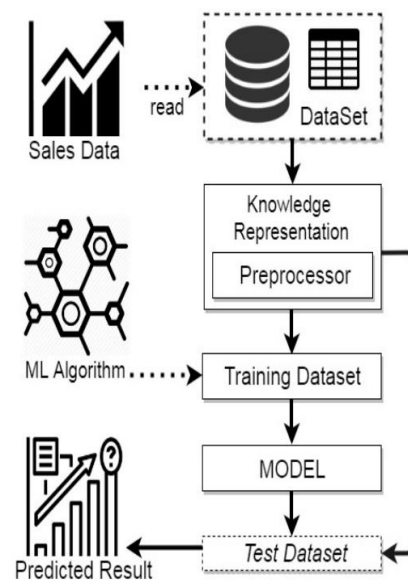 Sales Data
read
DataSet
Knowledge
Representation
Preprocessor
ML Algorithm
Training Dataset
MODEL
?
Predicted Result
Test Dataset